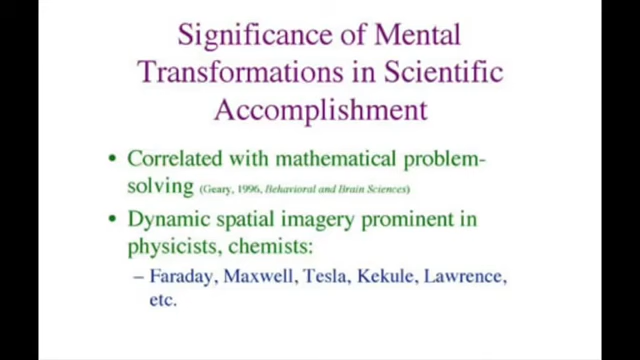 Significance of Mental
Transformations in Scientific
Accomplishment
• Correlated with mathematical problem-
solving (Geary, 1996, Behavioral and Brain Sciences)
• Dynamic spatial imagery prominent in
physicists, chemists:
– Faraday, Maxwell, Tesla, Kekule, Lawrence,
etc.